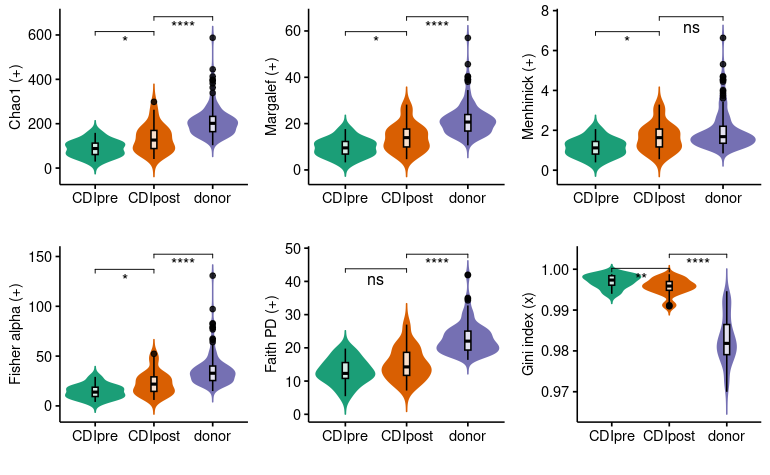 Chao1 (+)
600
400
200
0
*
****
CDIpre
CDIpost
donor
Margalef (+)
60
40
20
0
*
****
CDIpre
CDIpost
donor
Menhinick (+)
8
6
4
2
0
*
ns
CDIpre
CDIpost
donor
Fisher alpha (+)
150
100
50
0
*
****
CDIpre
CDIpost
donor
Faith PD (+)
50
40
30
20
10
0
ns
****
CDIpre
CDIpost
donor
Gini index (x)
1.00
0.99
0.98
0.97
**
****
CDIpre
CDIpost
donor